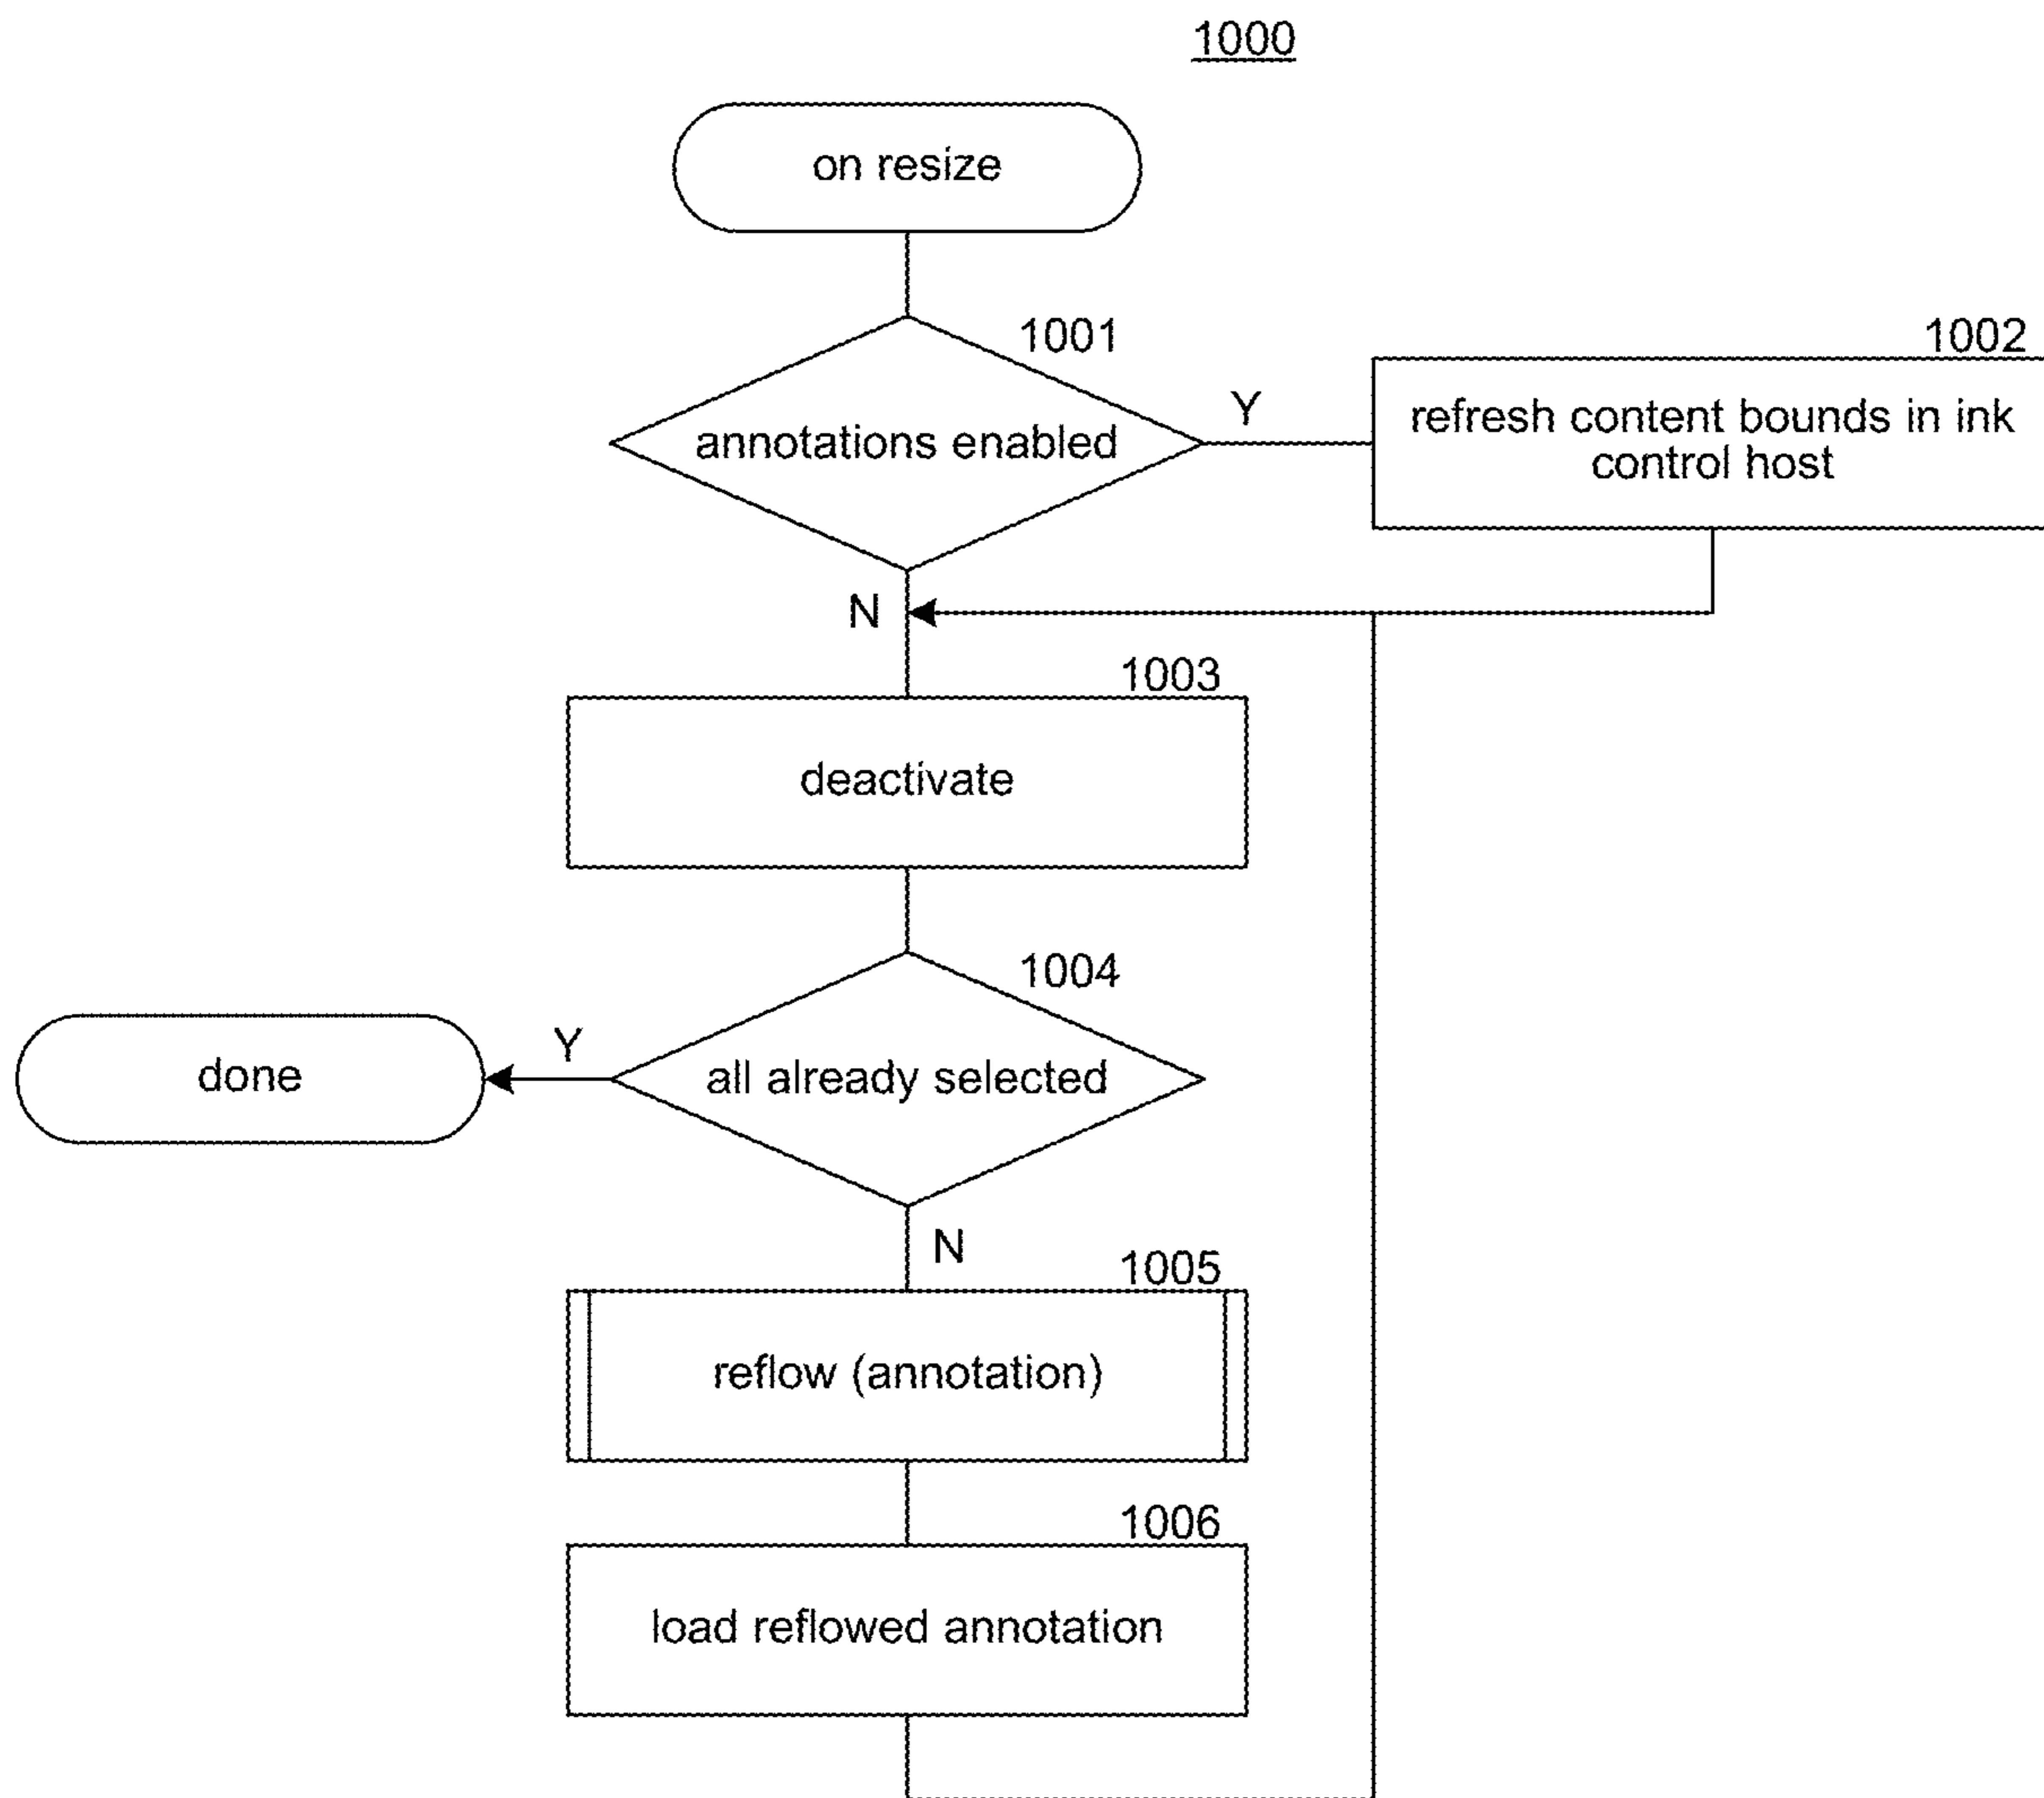 1000
on resize
1001
annotations enabled
Y
1002
refresh content bounds in ink
control host
N
1003
deactivate
1004
all already selected
Y
done
N
1005
reflow (annotation)
1006
load reflowed annotation